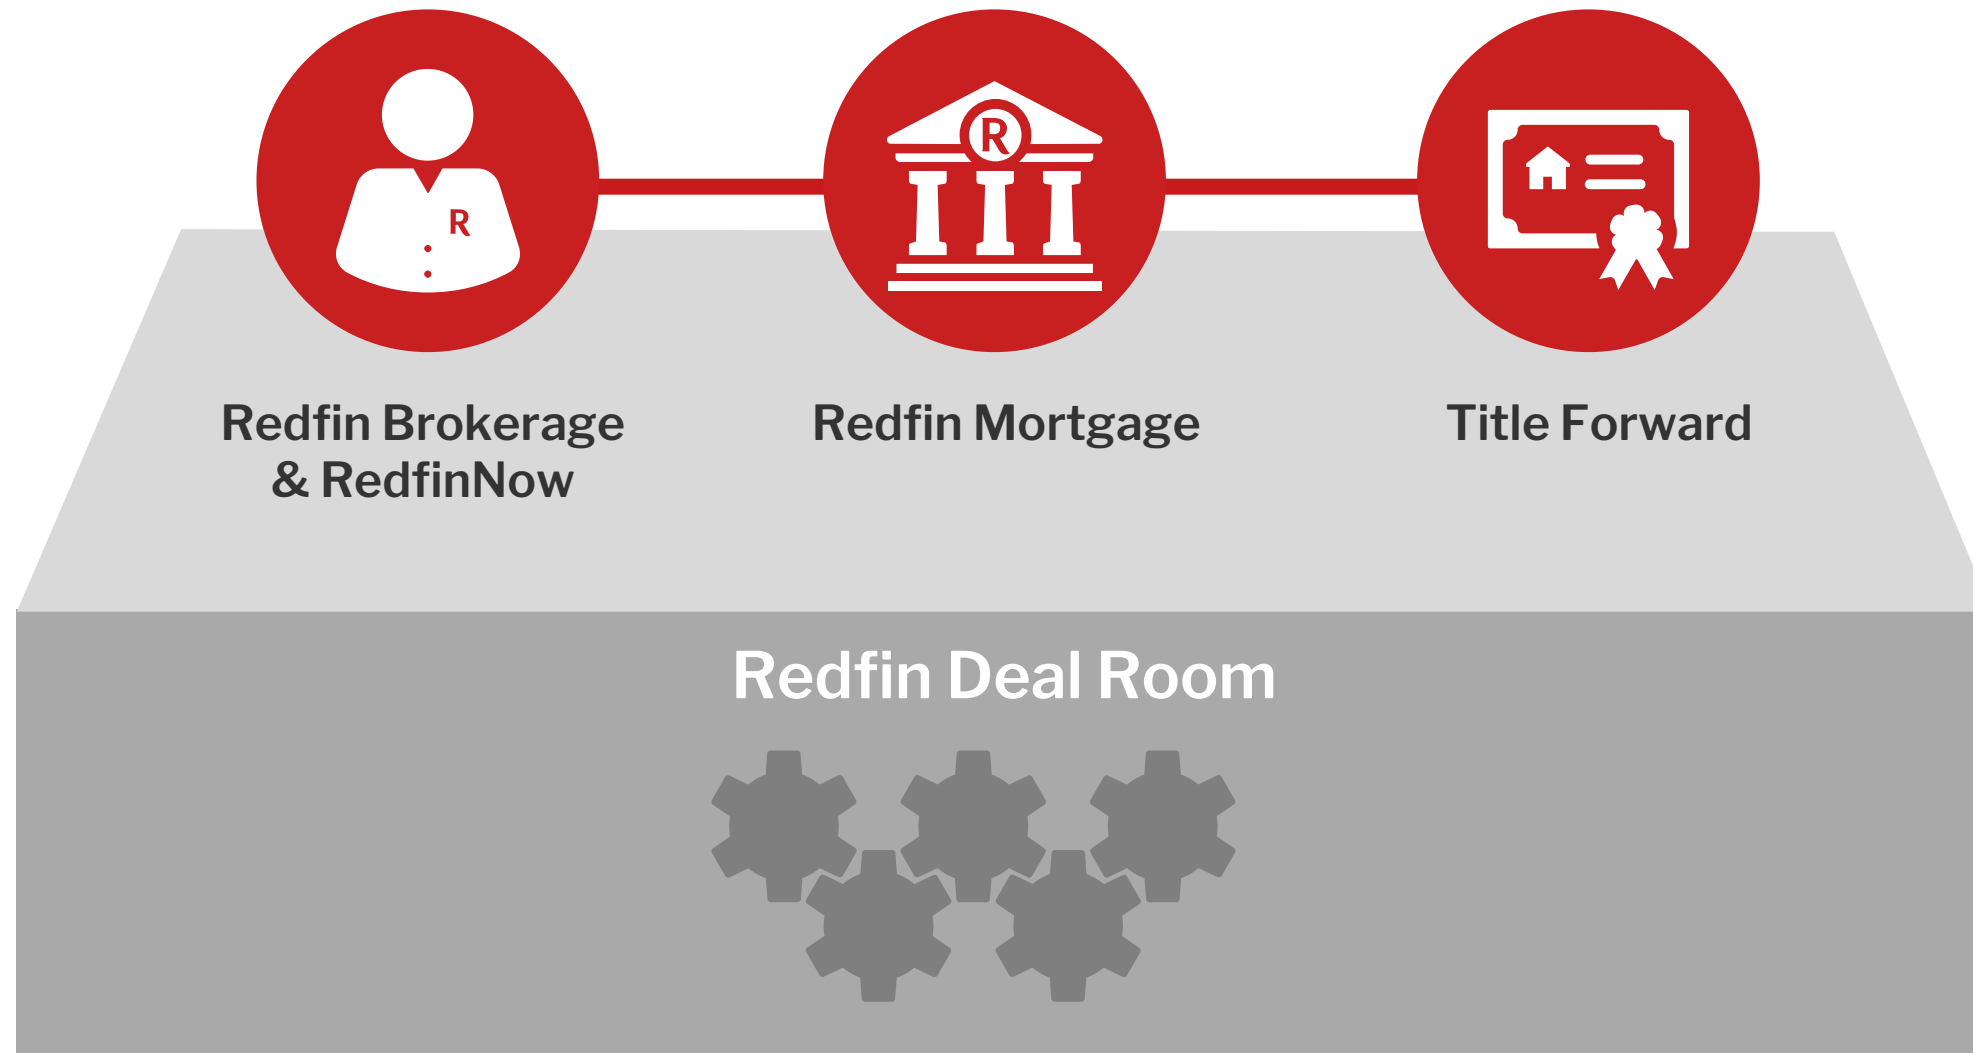 R
R
Redfin Brokerage
& RedfinNow
Redfin Mortgage
Title Forward
Redfin Deal Room